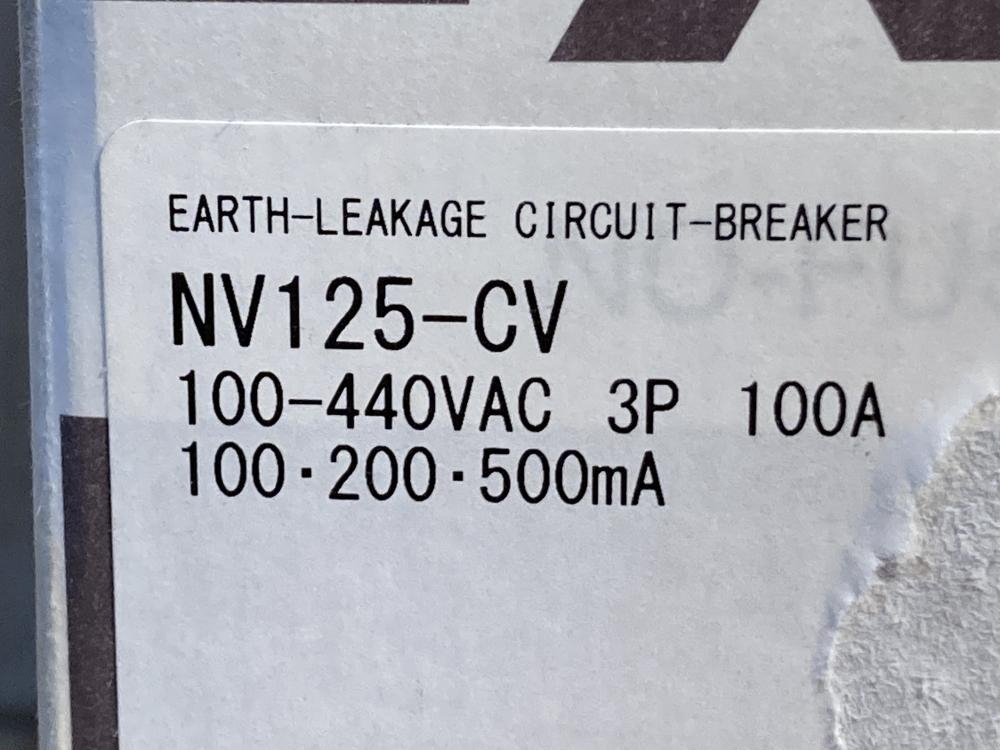 EARTH-LEAKAGE CIRCUIT-BREAKER
NV125-CV
100-440VAC 3P 100A
100·200·500mA